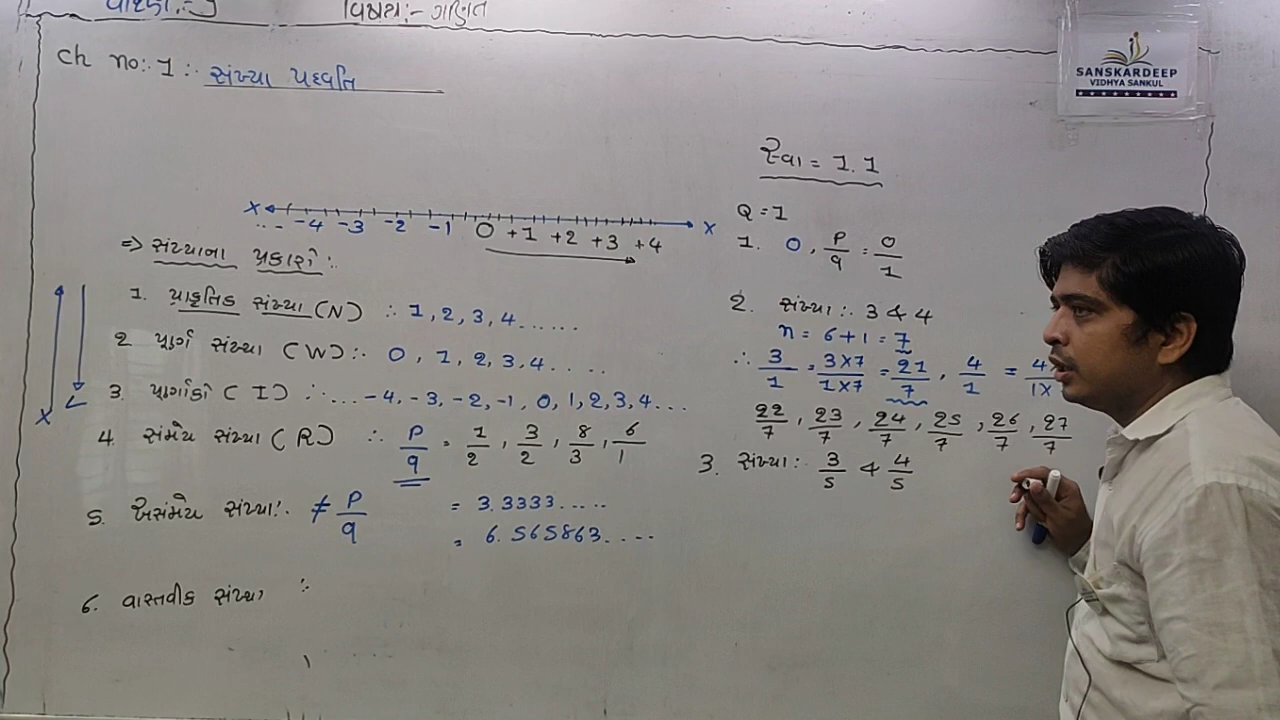 વિષય:- ગણિત
Ch no:- 1 :- સંખ્યા પધ્ધતિ
SANSKARDEEP
VIDHYA SANKUL
X X
... -4 -3 -2 -1 0 +1 +2 +3 +4
⇒ સંખ્યાના પ્રકારો :-
1. પ્રાકૃતિક સંખ્યા (N) :- 1, 2, 3, 4......
2 પૂર્ણ સંખ્યા (W) :- 0, 1, 2, 3, 4.....
3. પૂર્ણાંકો (I) :- ... -4, -3, -2, -1, 0, 1, 2, 3, 4...
4. સંમેય સંખ્યા (R) :- p/q = 1/2, 3/2, 8/3, 6/1
5. અસંમેય સંખ્યા :- ≠ p/q = 3.3333.....
= 6.565863....
6. વાસ્તવીક સંખ્યા :-
X
સ્વા = 1.1
Q = 1
1. 0, p/q = 0/1
2. સંખ્યા :- 3 & 4
n = 6+1 = 7
∴ 3/1 = 3×7/1×7 = 21/7, 4/1 =
22/7, 23/7, 24/7, 25/7, 26/7, 27/7
3. સંખ્યા :- 3/5 & 4/5